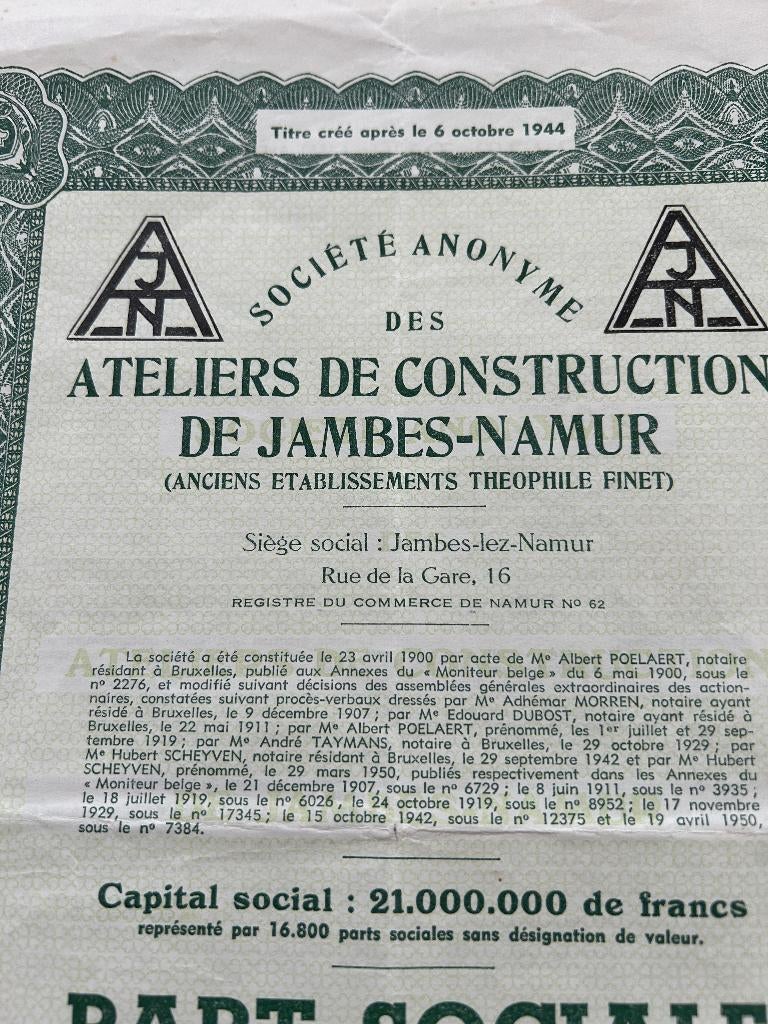 Titre créé après le 6 octobre 1944
AJN
AJN
SOCIÉTÉ ANONYME
DES
ATELIERS DE CONSTRUCTION
DE JAMBES-NAMUR
(ANCIENS ETABLISSEMENTS THEOPHILE FINET)
Siège social : Jambes-lez-Namur
Rue de la Gare, 16
REGISTRE DU COMMERCE DE NAMUR Nº 62
La société a été constituée le 23 avril 1900 par acte de Me Albert POELAERT, notaire
résidant à Bruxelles, publié aux Annexes du « Moniteur belge » du 6 mai 1900, sous le
nº 2276, et modifié suivant décisions des assemblées générales extraordinaires des action-
naires, constatées suivant procès-verbaux dressés par Me Adhémar MORREN, notaire ayant
résidé à Bruxelles, le 9 décembre 1907 ; par Me Edouard DUBOST, notaire ayant résidé à
Bruxelles, le 22 mai 1911 ; par Me Albert POELAERT, prénommé, les 1er juillet et 29 sep-
tembre 1919 ; par Me André TAYMANS, notaire à Bruxelles, le 29 octobre 1929 ; par
Me Hubert SCHEYVEN, notaire résidant à Bruxelles, le 29 septembre 1942 et par Me Hubert
SCHEYVEN, prénommé, le 29 mars 1950, publiés respectivement dans les Annexes du
« Moniteur belge », le 21 décembre 1907, sous le nº 6729 ; le 8 juin 1911, sous le nº 3935 ;
le 18 juillet 1919, sous le nº 6026, le 24 octobre 1919, sous le nº 8952 ; le 17 novembre
1929, sous le nº 17345 ; le 15 octobre 1942, sous le nº 12375 et le 19 avril 1950,
sous le nº 7384.
Capital social : 21.000.000 de francs
représenté par 16.800 parts sociales sans désignation de valeur.
PART SOCIALE